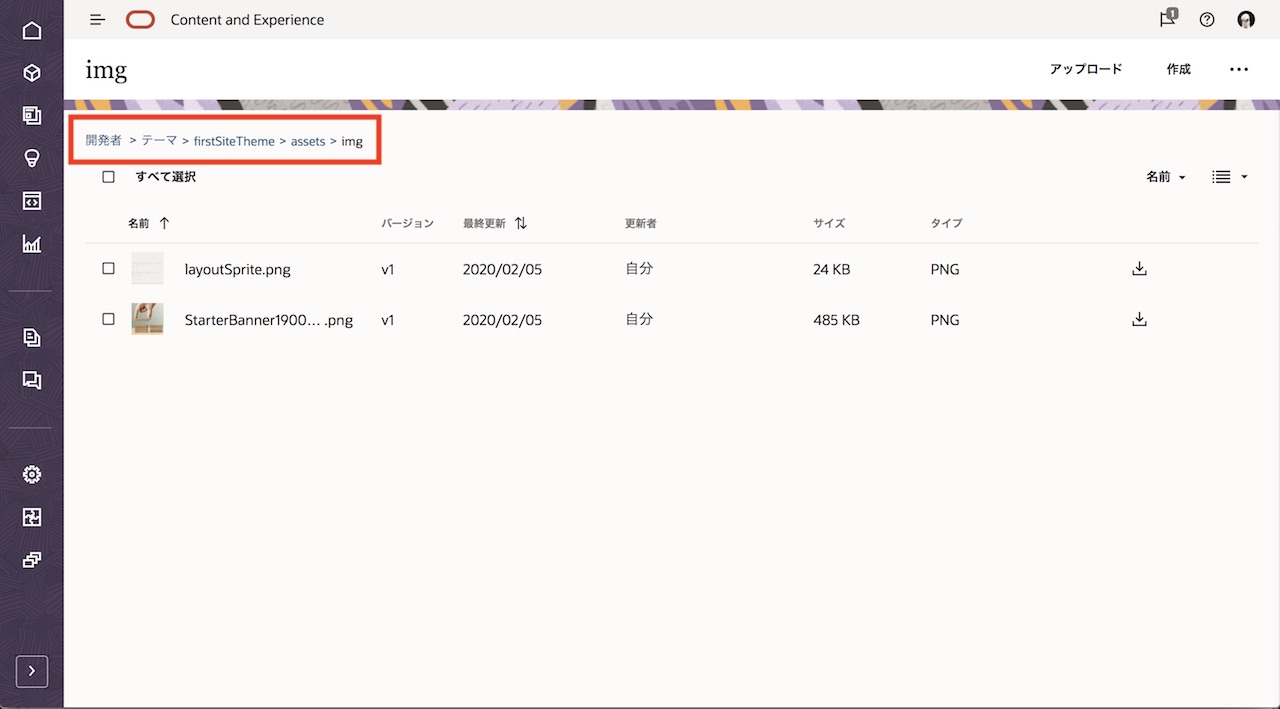 Content and Experience
1
img
アップロード 作成
開発者 > テーマ > firstSiteTheme > assets > img
すべて選択
名前
名前 バージョン 最終更新 更新者 サイズ タイプ
layoutSprite.png v1 2020/02/05 自分 24 KB PNG
StarterBanner1900... .png v1 2020/02/05 自分 485 KB PNG